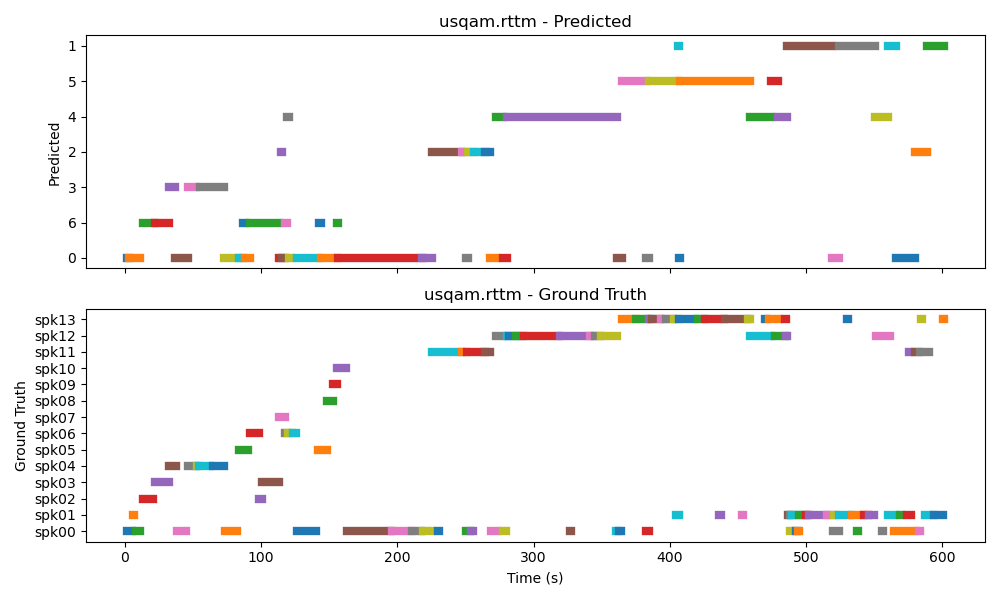 usqam.rttm - Predicted
Predicted
1
5
4
2
3
6
0
usqam.rttm - Ground Truth
Ground Truth
spk13
spk12
spk11
spk10
spk09
spk08
spk07
spk06
spk05
spk04
spk03
spk02
spk01
spk00
0 100 200 300 400 500 600
Time (s)